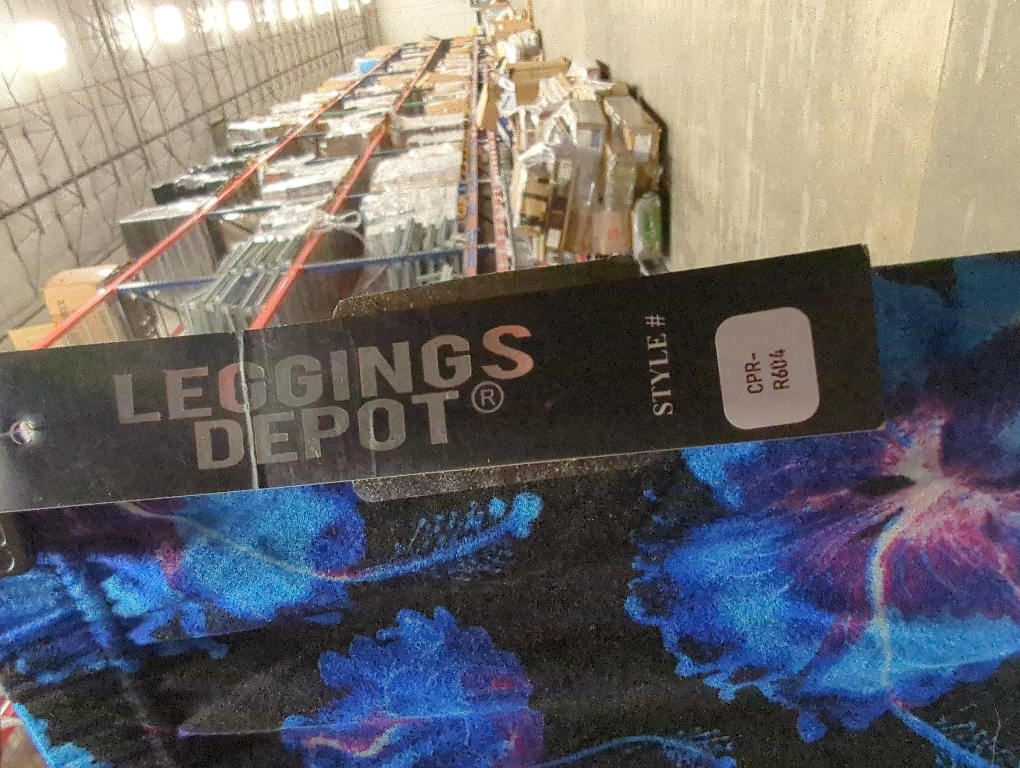 LEGGINGS
DEPOT®
STYLE #
CPR-
R604